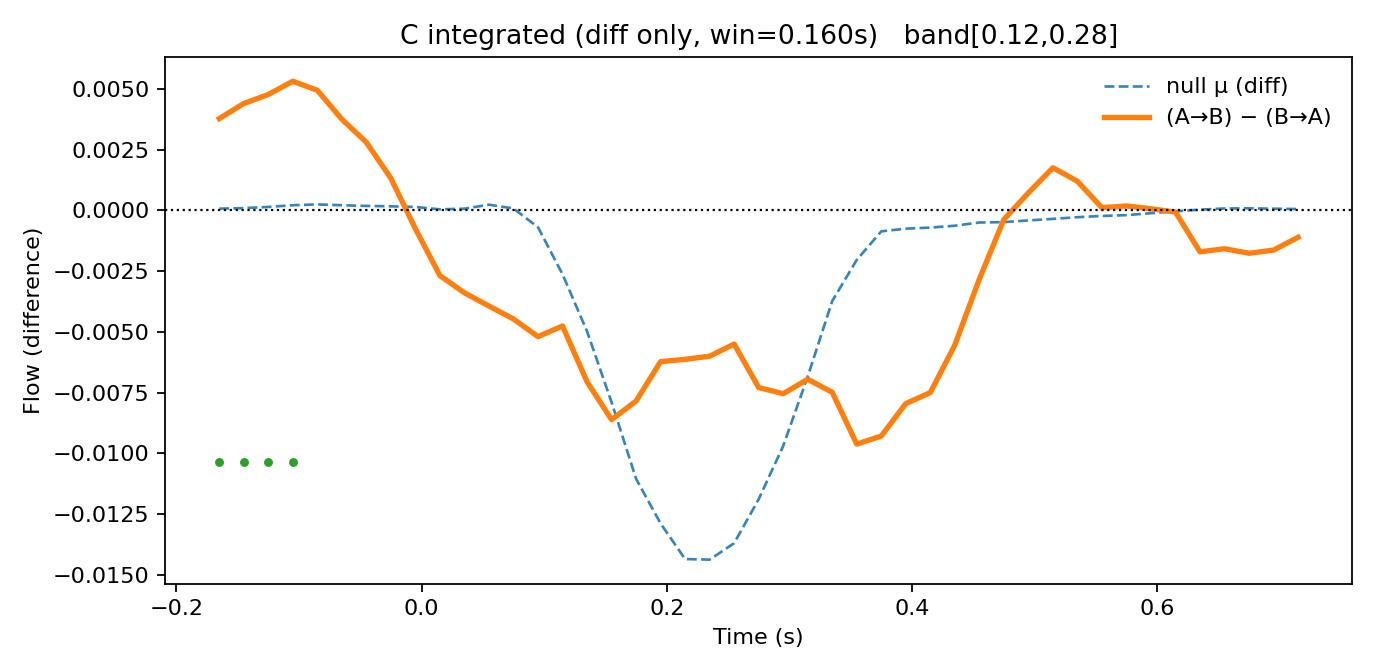 C integrated (diff only, win=0.160s)   band[0.12,0.28]
null μ (diff)
(A→B) − (B→A)
Flow (difference)
0.0050
0.0025
0.0000
−0.0025
−0.0050
−0.0075
−0.0100
−0.0125
−0.0150
−0.2
0.0
0.2
0.4
0.6
Time (s)